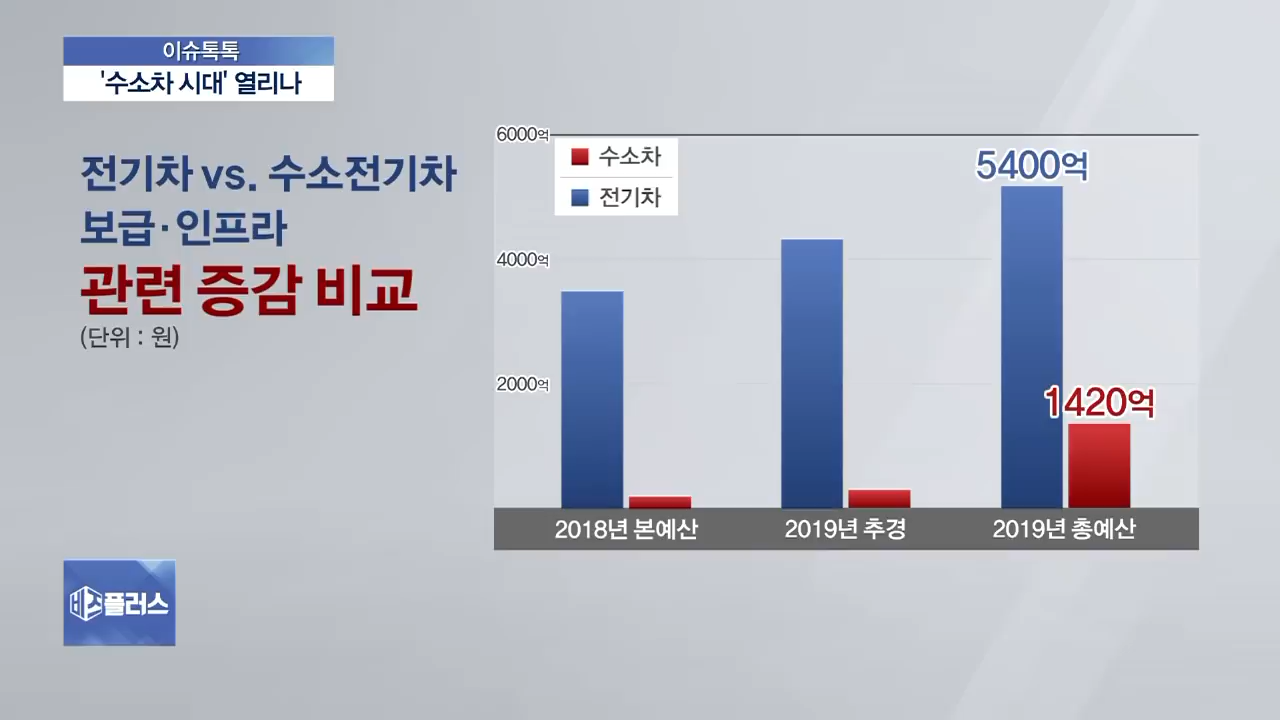 이슈톡톡
'수소차 시대' 열리나
전기차 vs. 수소전기차
보급·인프라
관련 증감 비교
(단위 : 원)
6000억
4000억
2000억
수소차
전기차
5400억
1420억
2018년 본예산
2019년 추경
2019년 총예산
비즈플러스